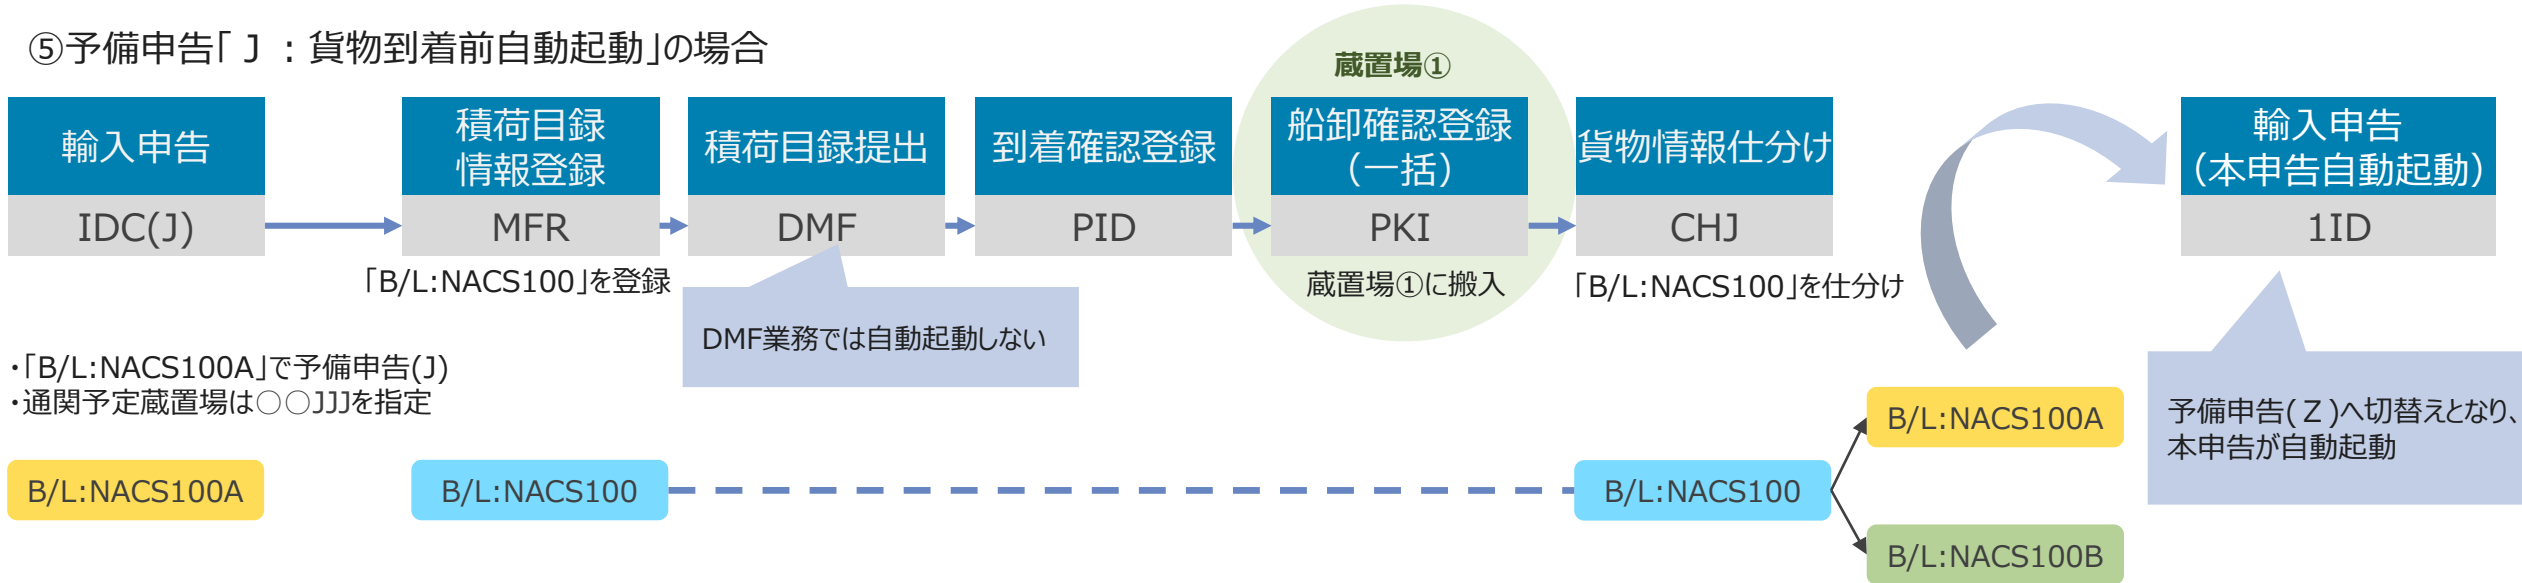 ⑤予備申告「Ｊ：貨物到着前自動起動」の場合
蔵置場①
輸入申告
IDC(J)
積荷目録
情報登録
MFR
積荷目録提出
DMF
到着確認登録
PID
船卸確認登録
（一括）
PKI
貨物情報仕分け
CHJ
輸入申告
（本申告自動起動）
1ID
「B/L:NACS100」を登録
蔵置場①に搬入
「B/L:NACS100」を仕分け
DMF業務では自動起動しない
・「B/L:NACS100A」で予備申告(J)
・通関予定蔵置場は○○JJJを指定
予備申告(Ｚ)へ切替えとなり、
本申告が自動起動
B/L:NACS100A
B/L:NACS100
B/L:NACS100
B/L:NACS100A
B/L:NACS100B